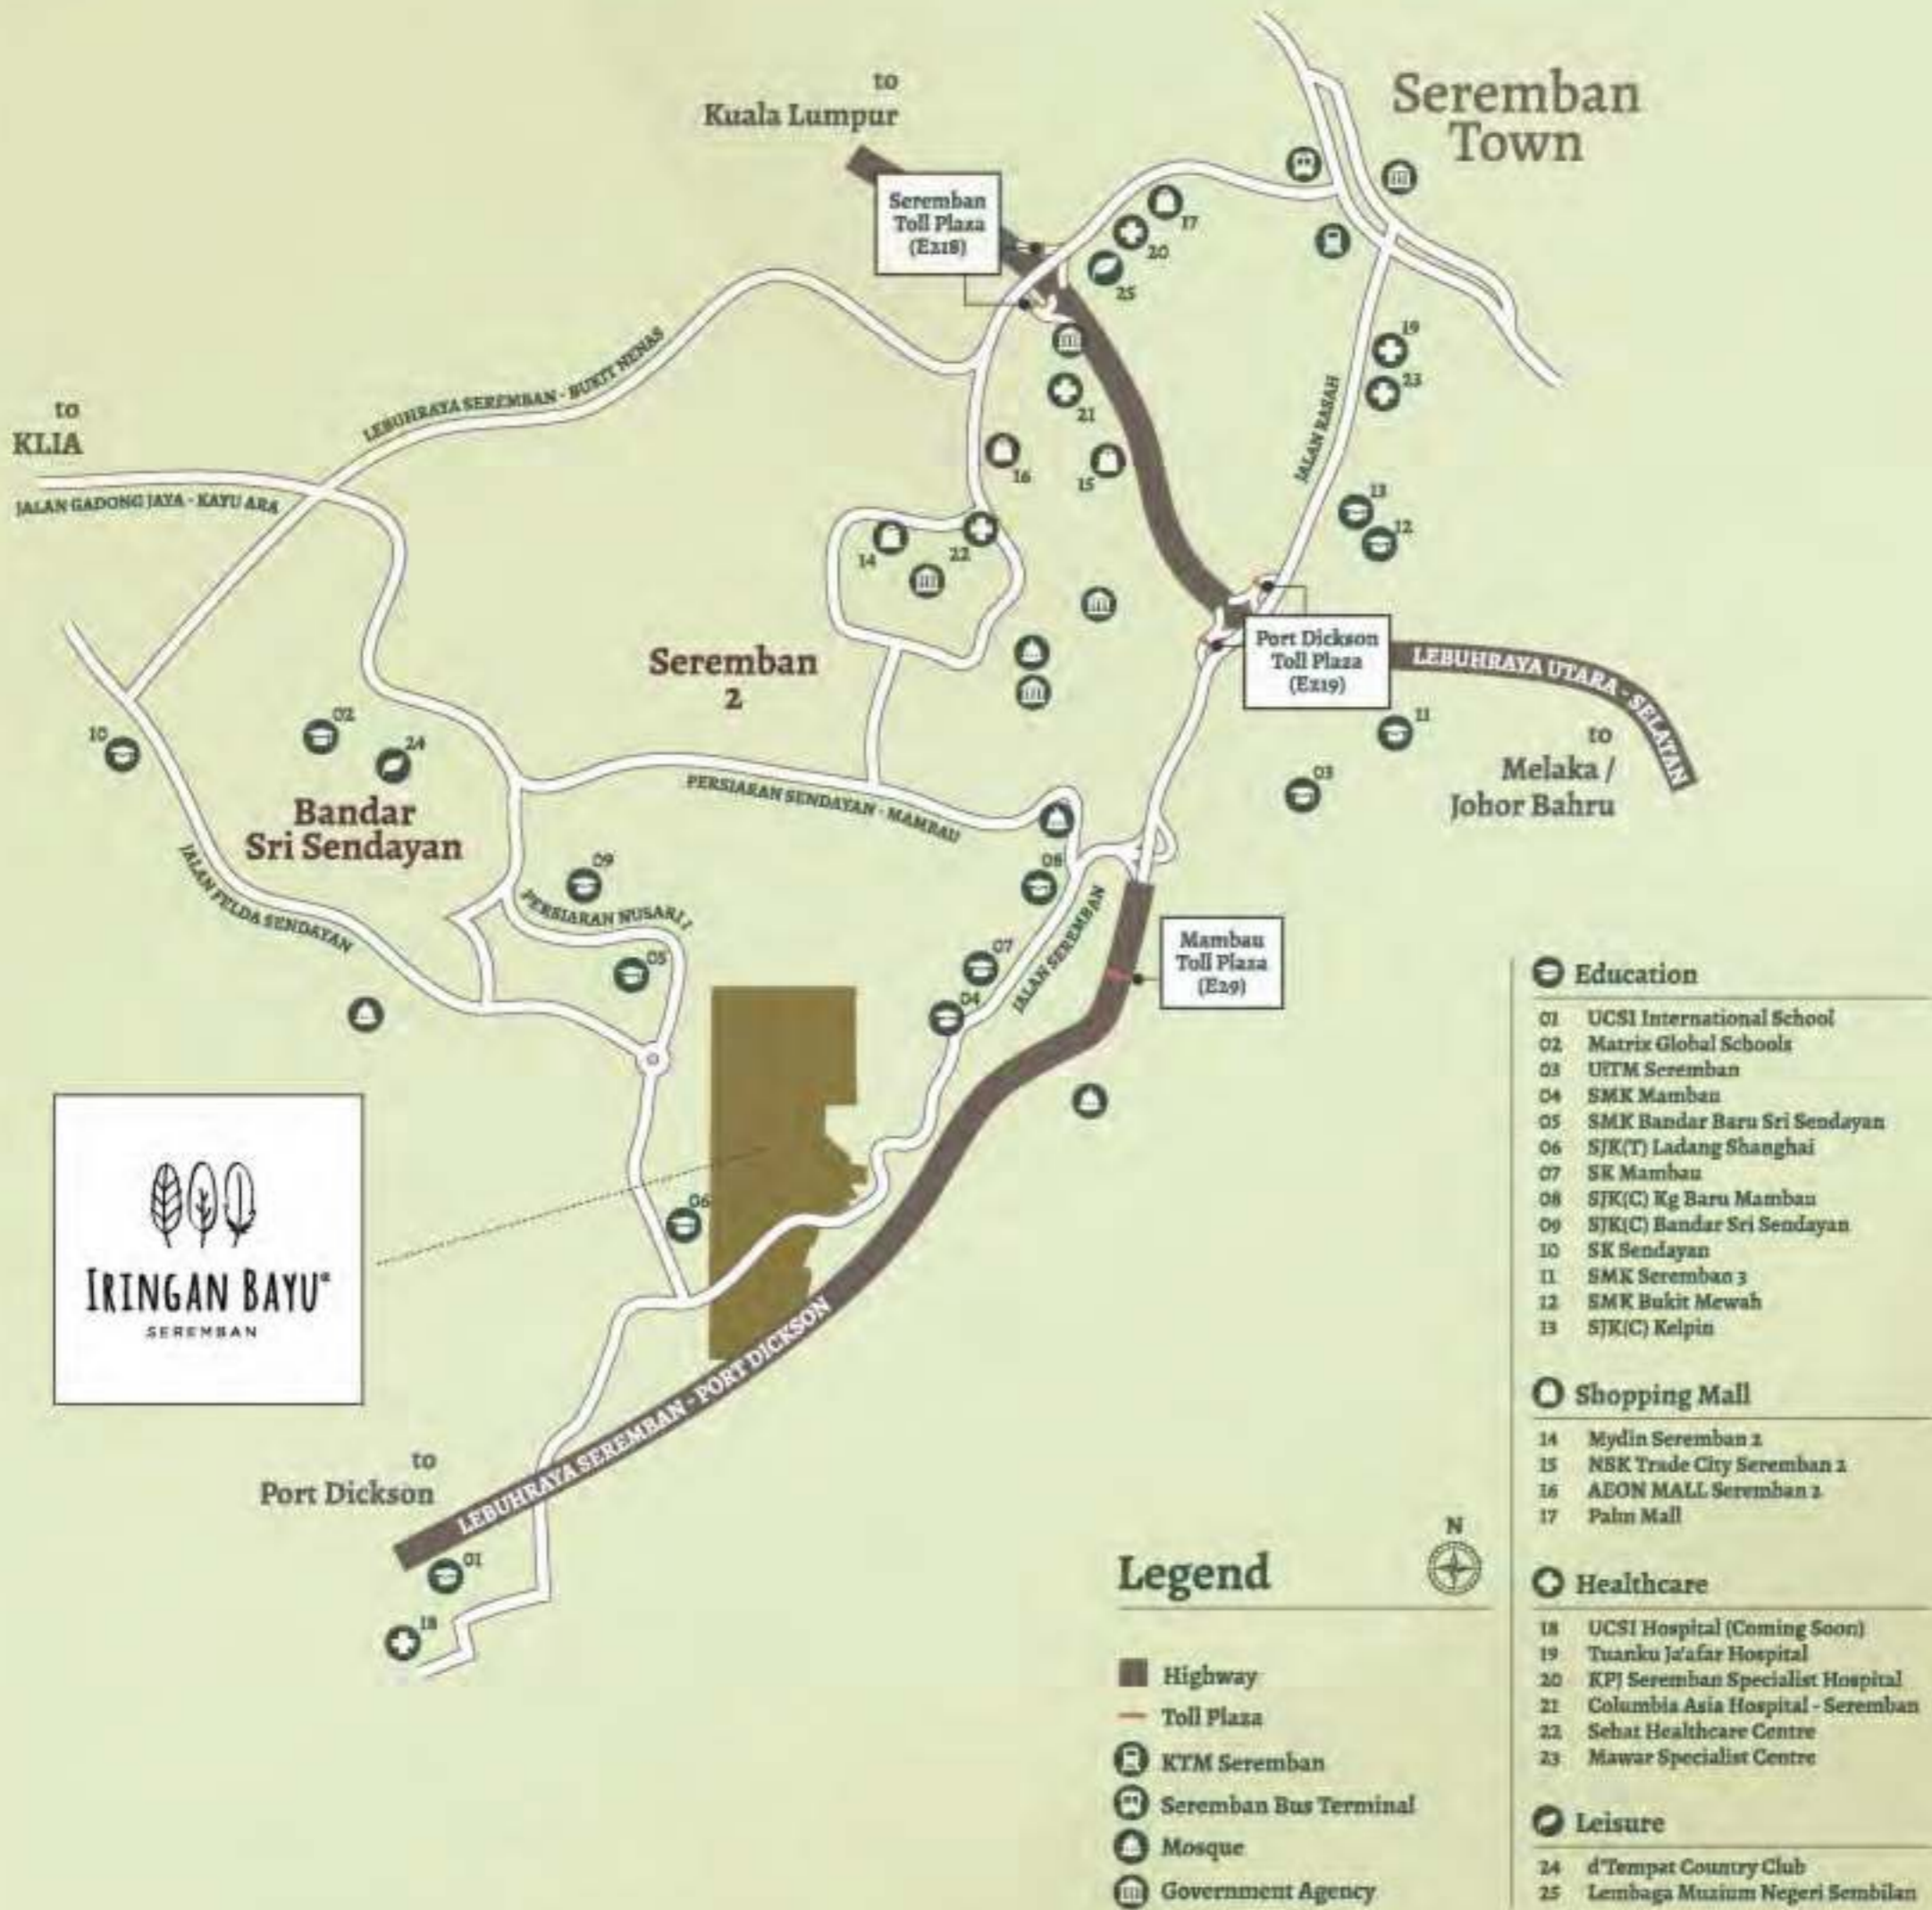 to
Kuala Lumpur
Seremban
Town
Seremban
Toll Plaza
(E218)
17
20
25
LEBUHRAYA SEREMBAN - BUKIT NENAS
19
23
21
JALAN RASAH
to
KLIA
JALAN GADONG JAYA - KAYU ARA
16
15
13
12
14
22
Seremban
2
Port Dickson
Toll Plaza
(E219)
LEBUHRAYA UTARA - SELATAN
to
Melaka /
Johor Bahru
11
03
10
02
24
Bandar
Sri Sendayan
PERSIARAN SENDAYAN - MAMBAU
JALAN FELDA SENDAYAN
09
PERSIARAN NUSARI 1
05
08
07
04
JALAN SEREMBAN
Mambau
Toll Plaza
(E29)
06
IRINGAN BAYU®
SEREMBAN
LEBUHRAYA SEREMBAN - PORT DICKSON
to
Port Dickson
01
18
Legend
N
Highway
Toll Plaza
KTM Seremban
Seremban Bus Terminal
Mosque
Government Agency
Education
01 UCSI International School
02 Matrix Global Schools
03 UiTM Seremban
04 SMK Mambau
05 SMK Bandar Baru Sri Sendayan
06 SJK(T) Ladang Shanghai
07 SK Mambau
08 SJK(C) Kg Baru Mambau
09 SJK(C) Bandar Sri Sendayan
10 SK Sendayan
11 SMK Seremban 3
12 SMK Bukit Mewah
13 SJK(C) Kelpin
Shopping Mall
14 Mydin Seremban 2
15 NSK Trade City Seremban 2
16 AEON MALL Seremban 2
17 Palm Mall
Healthcare
18 UCSI Hospital (Coming Soon)
19 Tuanku Ja'afar Hospital
20 KPJ Seremban Specialist Hospital
21 Columbia Asia Hospital - Seremban
22 Sehat Healthcare Centre
23 Mawar Specialist Centre
Leisure
24 d'Tempat Country Club
25 Lembaga Muzium Negeri Sembilan